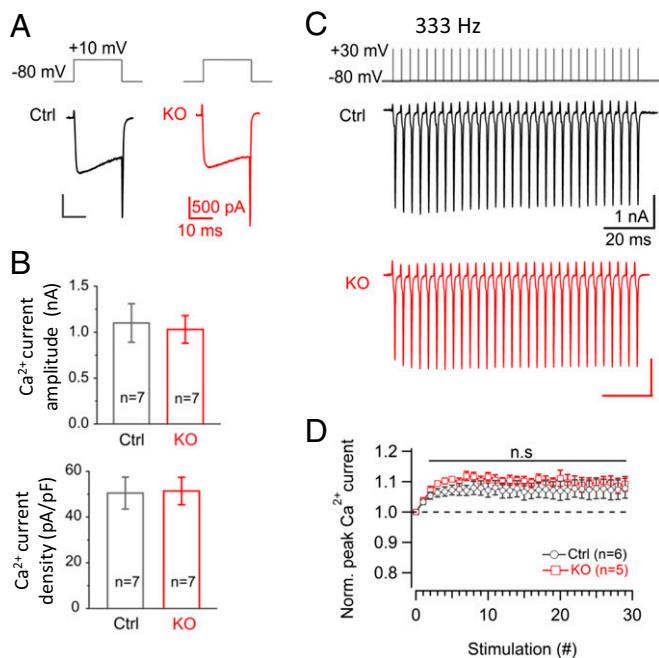 A
+10 mV
-80 mV
Ctrl
KO
500 pA
10 ms
B
Ca²⁺ current
amplitude (nA)
1.5
1.0
0.5
0.0
n=7
n=7
Ctrl
KO
Ca²⁺ current
density (pA/pF)
60
40
20
0
n=7
n=7
Ctrl
KO
C
333 Hz
+30 mV
-80 mV
Ctrl
1 nA
20 ms
KO
D
n.s
Norm. peak Ca²⁺ current
1.2
1.1
1.0
0.9
0.8
Ctrl (n=6)
KO (n=5)
0
10
20
30
Stimulation (#)